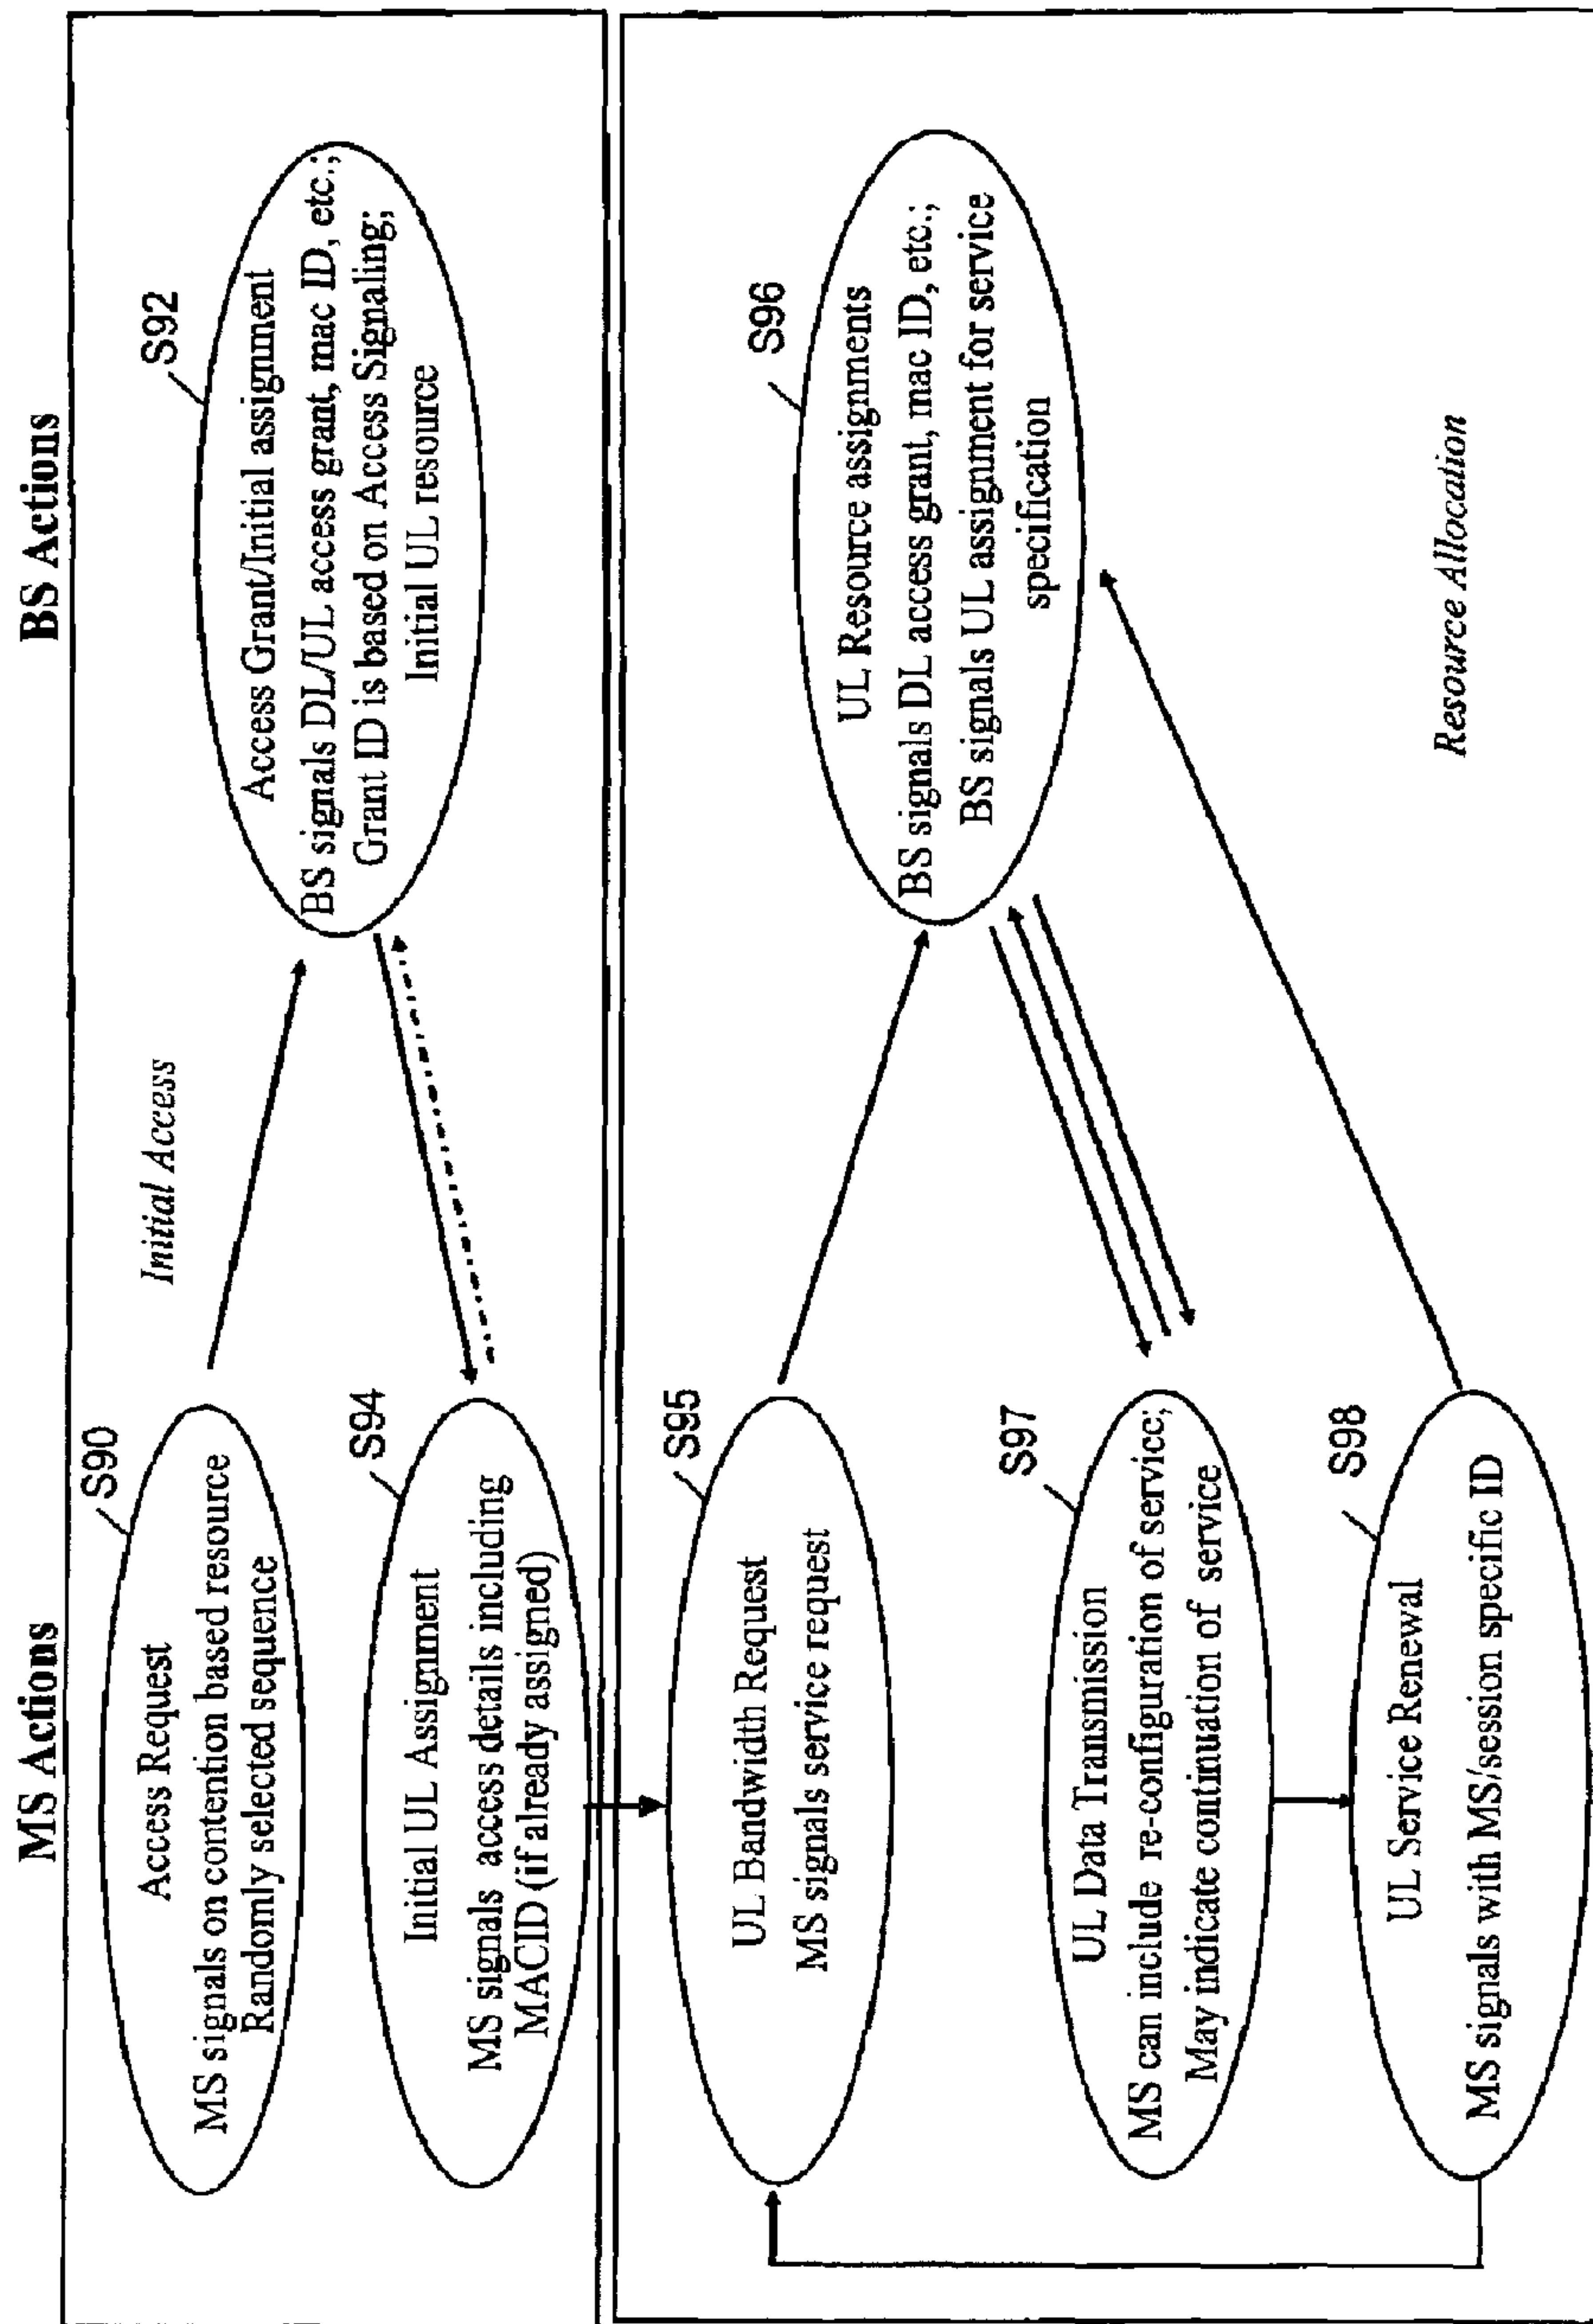 MS Actions
BS Actions
S90
Access Request
MS signals on contention based resource
Randomly selected sequence
Initial Access
S92
Access Grant/Initial assignment
BS signals DL/UL access grant, mac ID, etc.;
Grant ID is based on Access Signaling;
Initial UL resource
S94
Initial UL Assignment
MS signals access details including
MACID (if already assigned)
S95
UL Bandwidth Request
MS signals service request
S96
UL Resource assignments
BS signals DL access grant, mac ID, etc.;
BS signals UL assignment for service
specification
S97
UL Data Transmission
MS can include re-configuration of service;
May indicate continuation of service
S98
UL Service Renewal
MS signals with MS/session specific ID
Resource Allocation